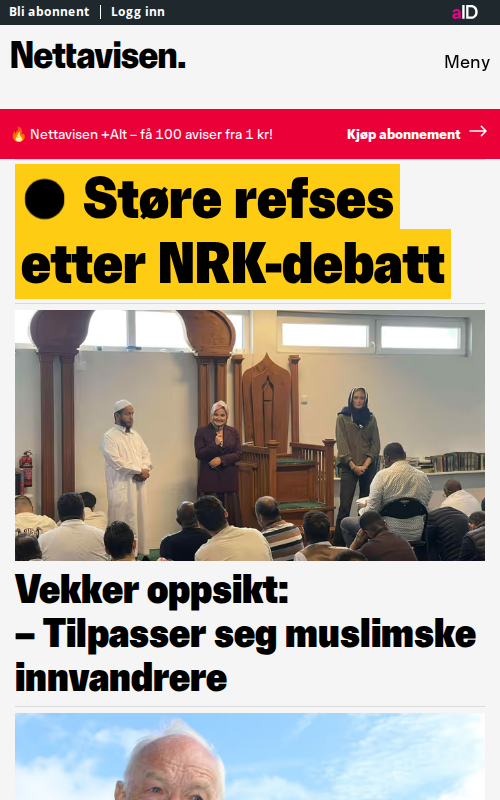 Bli abonnent | Logg inn
aID
Nettavisen.
Meny
🔥 Nettavisen +Alt – få 100 aviser fra 1 kr!
Kjøp abonnement →
● Støre refses
etter NRK-debatt
Vekker oppsikt:
– Tilpasser seg muslimske
innvandrere